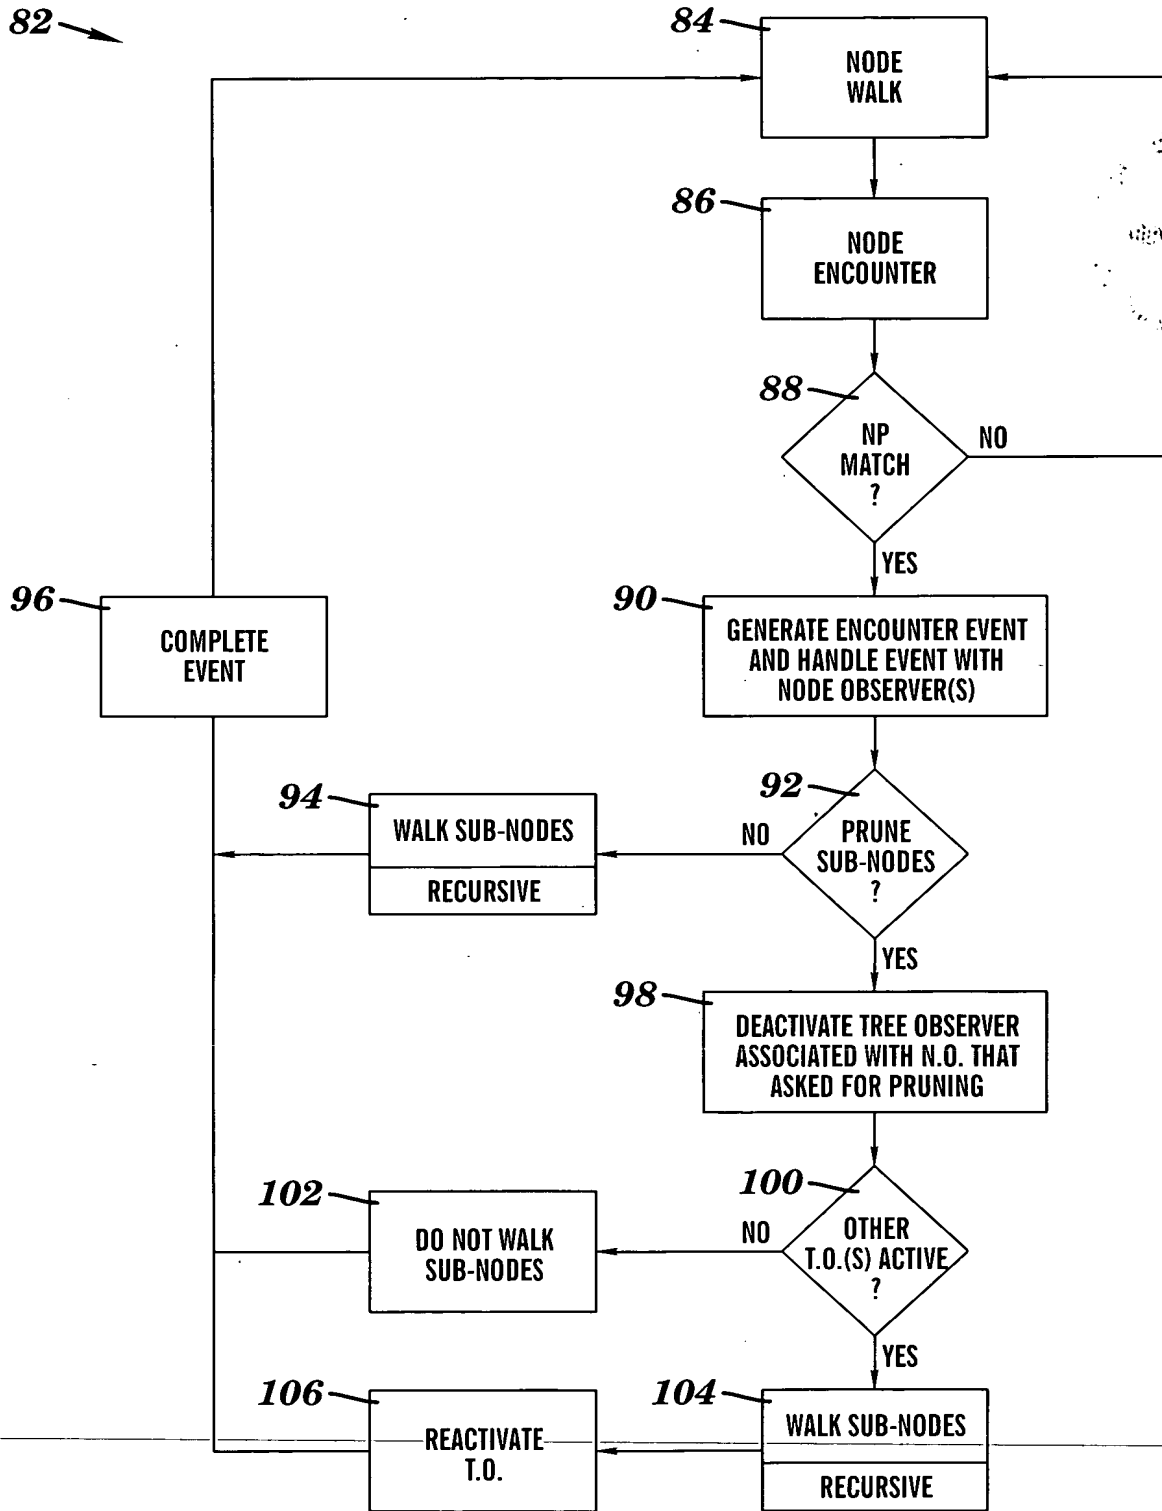 82
84
NODE
WALK
86
NODE
ENCOUNTER
88
NP
MATCH
?
NO
YES
96
COMPLETE
EVENT
90
GENERATE ENCOUNTER EVENT
AND HANDLE EVENT WITH
NODE OBSERVER(S)
92
PRUNE
SUB-NODES
?
NO
94
WALK SUB-NODES
RECURSIVE
YES
98
DEACTIVATE TREE OBSERVER
ASSOCIATED WITH N.O. THAT
ASKED FOR PRUNING
100
OTHER
T.O.(S) ACTIVE
?
NO
102
DO NOT WALK
SUB-NODES
YES
104
WALK SUB-NODES
RECURSIVE
106
REACTIVATE
T.O.